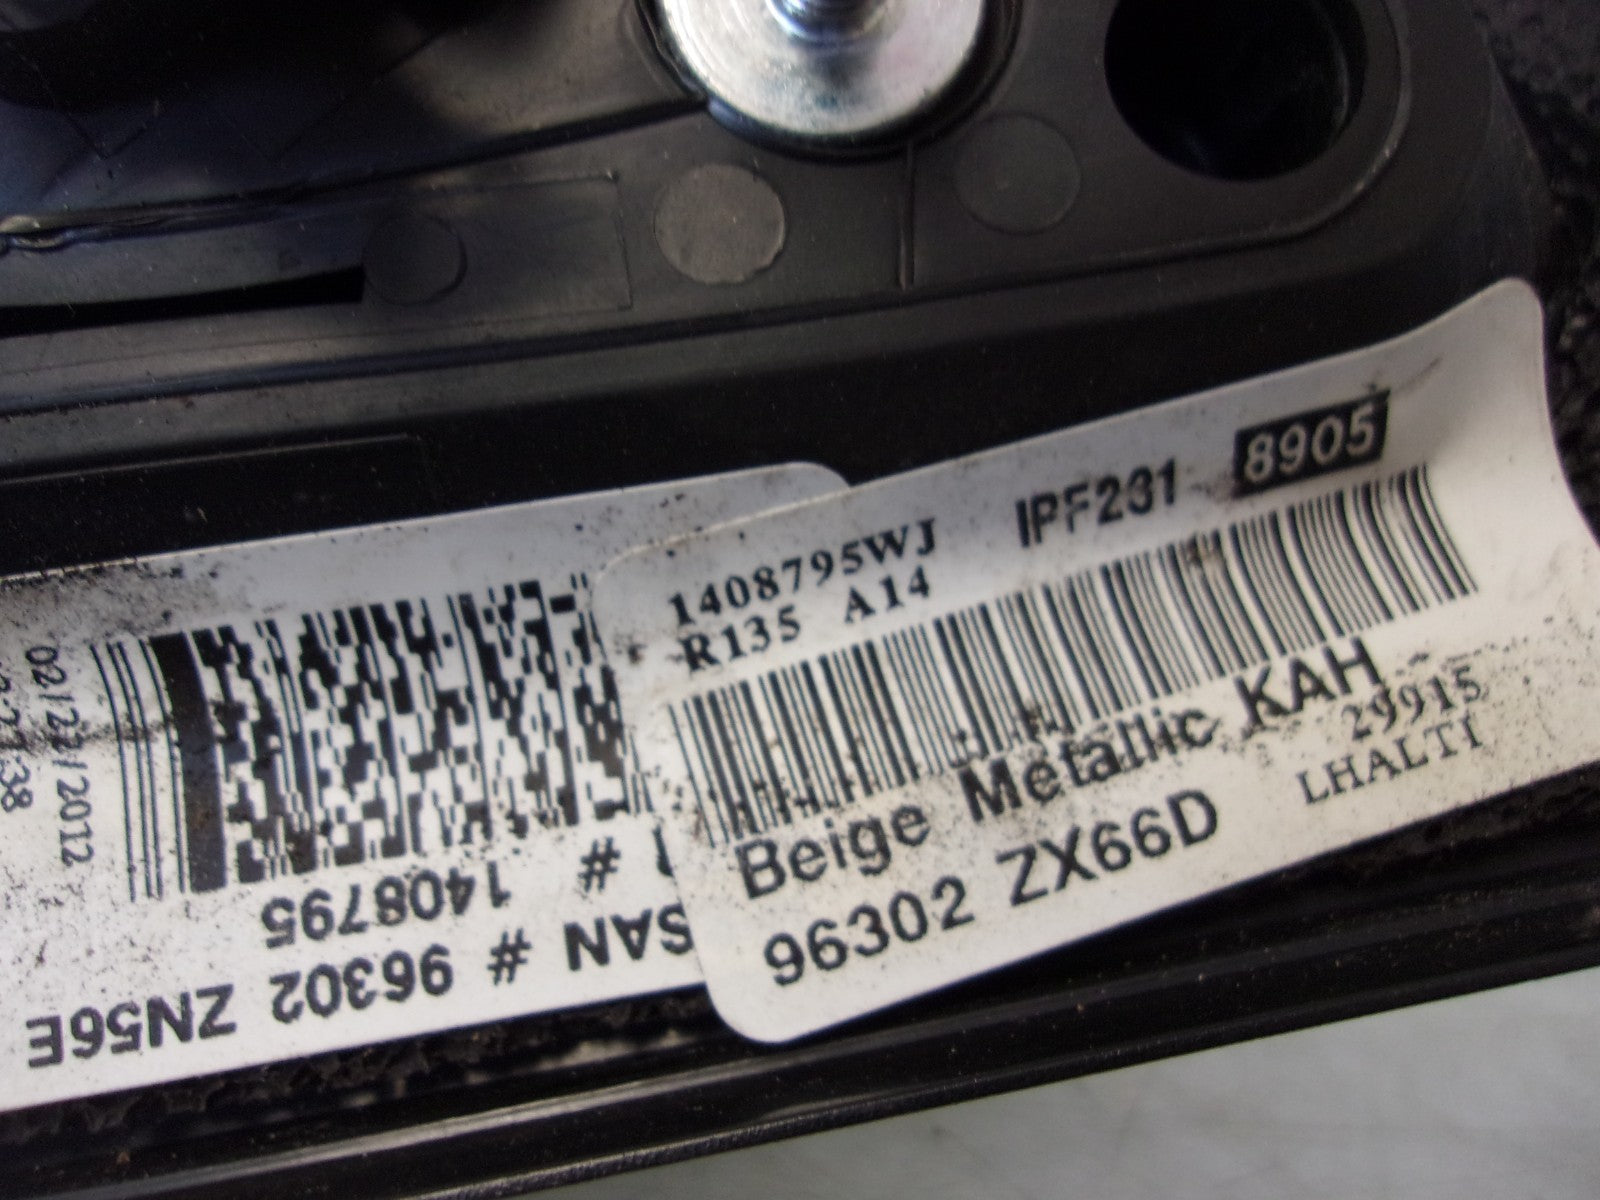 1408795WJ IPF231 8905
R135 A14
Beige Metallic KAH
29915
96302 ZX66D LHALTI
02/22/2012
38
#
1408795
SAN # 96302 ZN56E